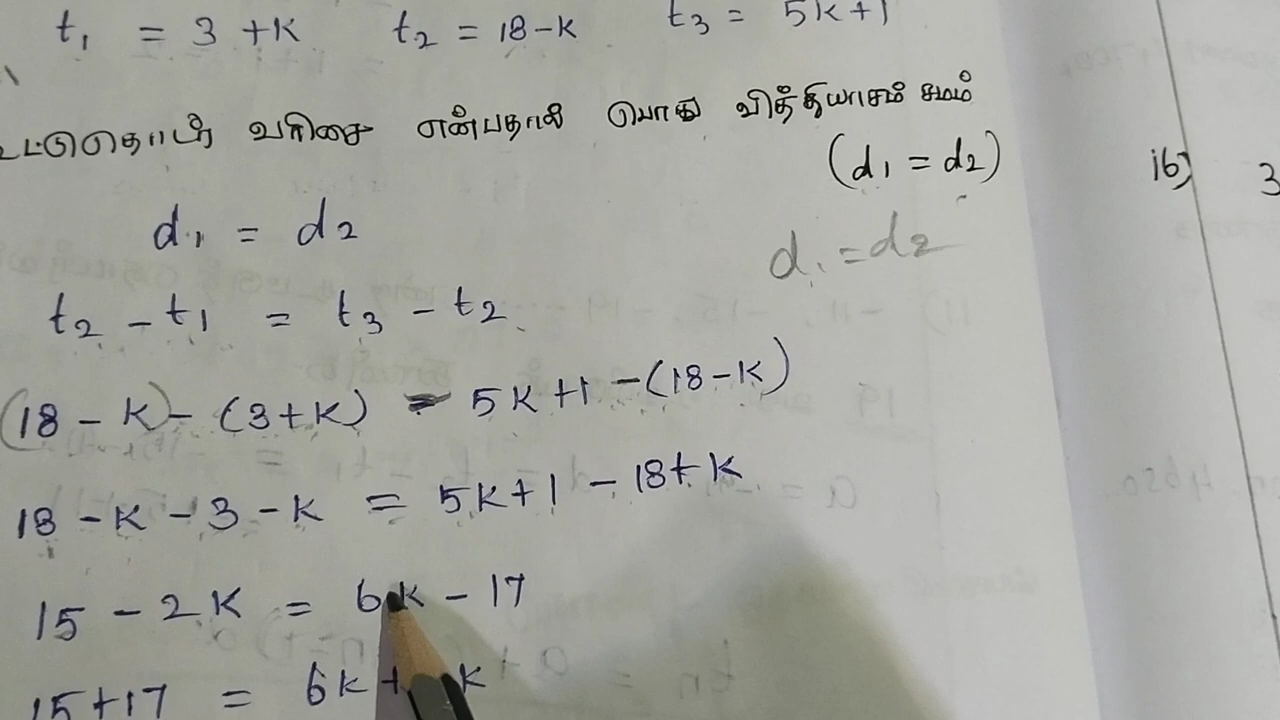 t₁ = 3 + k t₂ = 18 - k t₃ = 5k + 1
கூட்டுத்தொடர் வரிசை என்பதால் பொது வித்தியாசம் சமம்
(d₁ = d₂)
16) 3
d₁ = d₂
d₁ = d₂
t₂ - t₁ = t₃ - t₂
(18 - k) - (3 + k) = 5k + 1 - (18 - k)
18 - k - 3 - k = 5k + 1 - 18 + k
15 - 2k = 6k - 17
15 + 17 = 6k + k